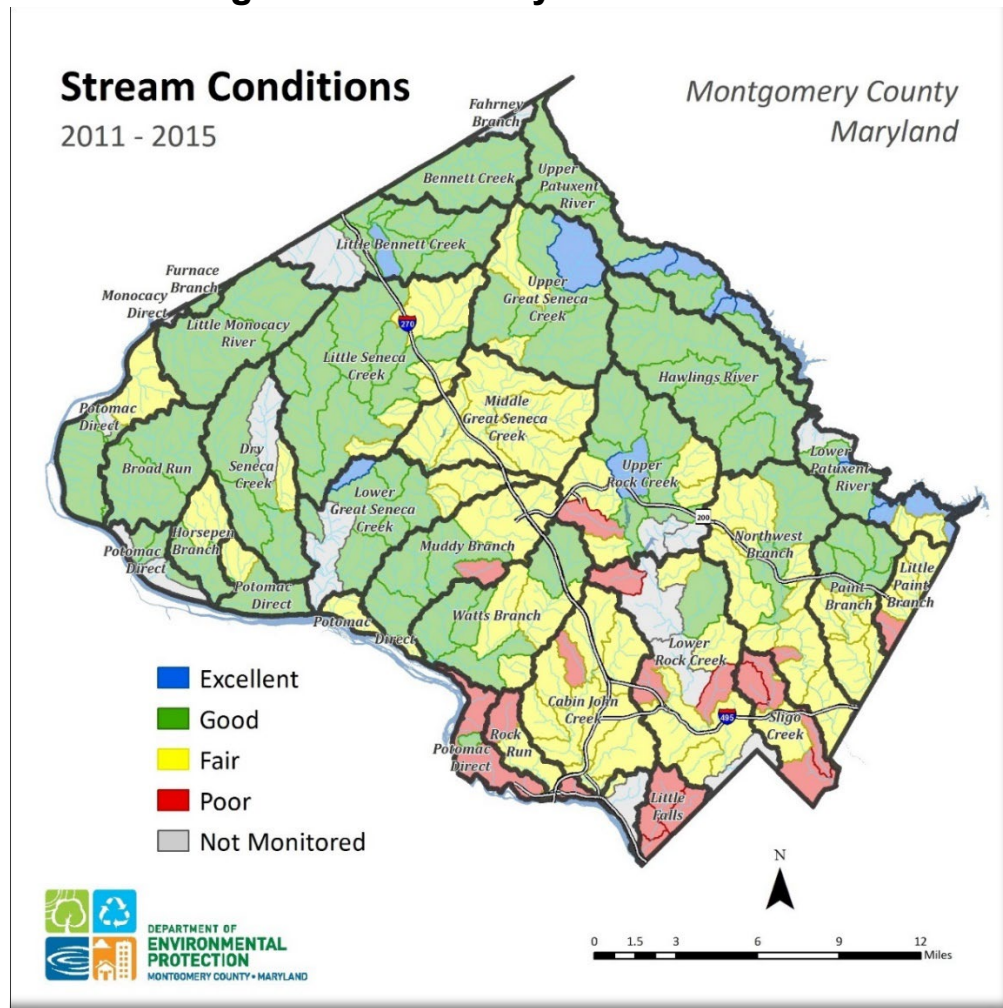 Stream Conditions
2011 - 2015
Montgomery County
Maryland
Fahrney
Branch
Bennett Creek
Upper
Patuxent
River
Little Bennett Creek
Furnace
Branch
Monocacy
Direct
Little Monocacy
River
Upper
Great Seneca
Creek
270
Little Seneca
Creek
Hawlings River
Middle
Great Seneca
Creek
Potomac
Direct
Broad Run
Dry
Seneca
Creek
Lower
Great Seneca
Creek
Upper
Rock Creek
Lower
Patuxent
River
200
Horsepen
Branch
Muddy Branch
Northwest
Branch
Potomac
Direct
Potomac
Direct
Paint
Branch
Little
Paint
Branch
Watts Branch
Potomac
Direct
Lower
Rock Creek
Cabin John
Creek
495
Sligo
Creek
Rock
Run
Potomac
Direct
Little
Falls
Excellent
Good
Fair
Poor
Not Monitored
N
0 1.5 3 6 9 12
Miles
DEPARTMENT OF
ENVIRONMENTAL
PROTECTION
MONTGOMERY COUNTY • MARYLAND